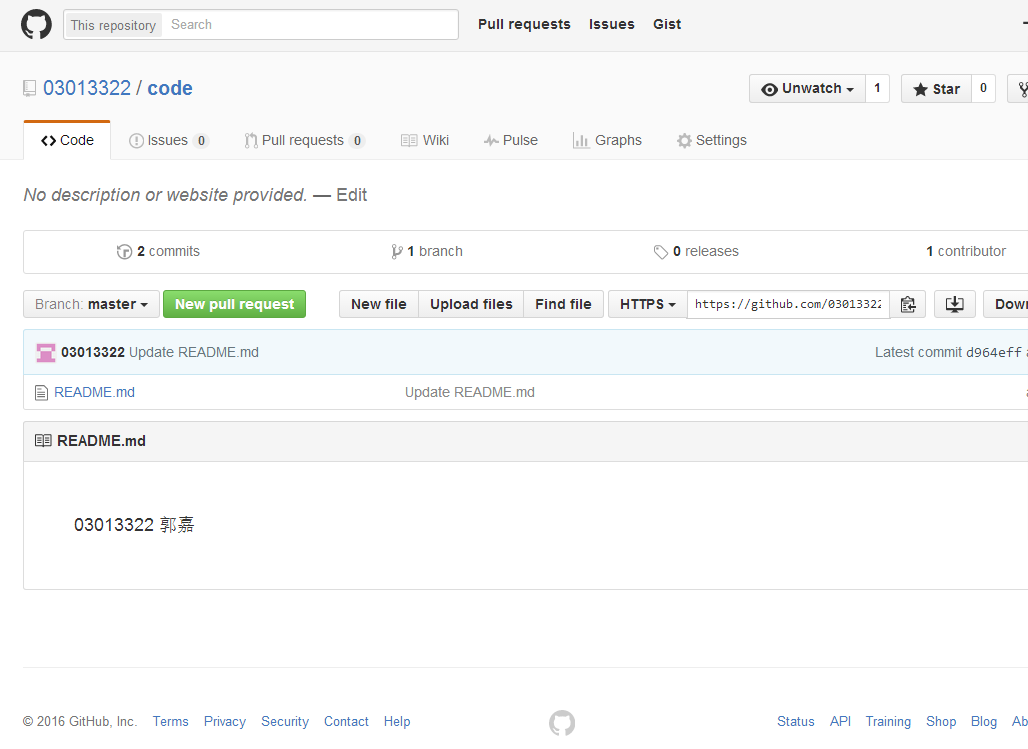 This repository Search Pull requests Issues Gist
03013322 / code Unwatch 1 Star 0
Code Issues 0 Pull requests 0 Wiki Pulse Graphs Settings
No description or website provided. — Edit
2 commits 1 branch 0 releases 1 contributor
Branch: master New pull request New file Upload files Find file HTTPS https://github.com/03013322 Down
03013322 Update README.md Latest commit d964eff a
README.md Update README.md a
README.md
03013322 郭嘉
© 2016 GitHub, Inc. Terms Privacy Security Contact Help Status API Training Shop Blog Ab